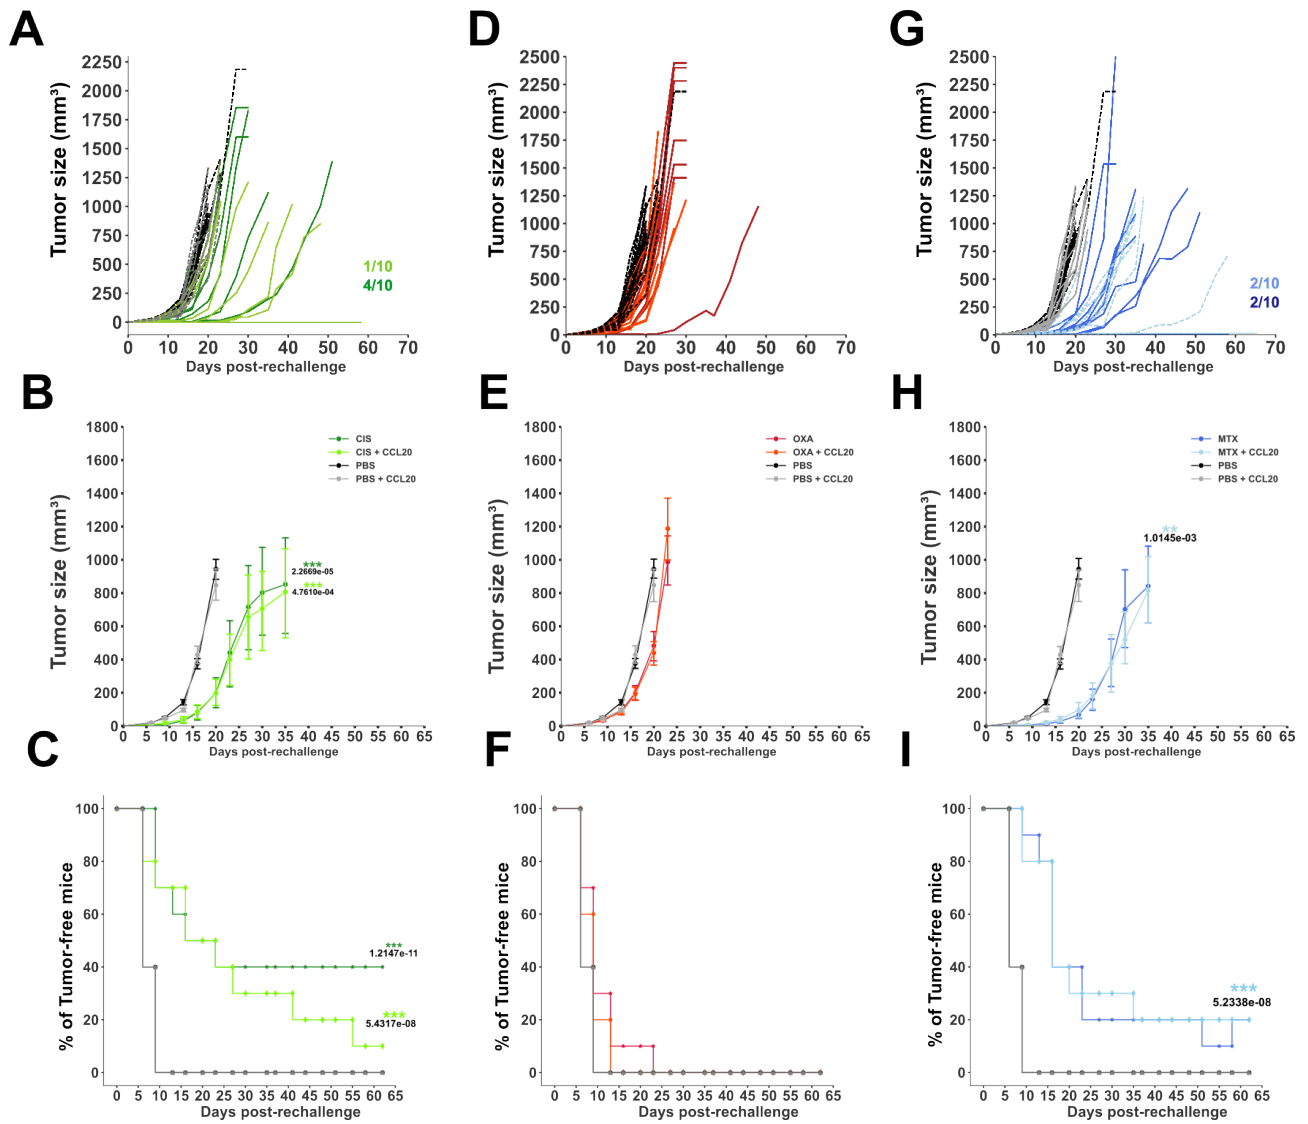 A
Tumor size (mm³)
2250
2000
1750
1500
1250
1000
750
500
250
0
0 10 20 30 40 50 60 70
Days post-rechallenge
1/10
4/10
D
Tumor size (mm³)
2500
2250
2000
1750
1500
1250
1000
750
500
250
0
0 10 20 30 40 50 60 70
Days post-rechallenge
G
Tumor size (mm³)
2500
2250
2000
1750
1500
1250
1000
750
500
250
0
0 10 20 30 40 50 60 70
Days post-rechallenge
2/10
2/10
B
Tumor size (mm³)
1800
1600
1400
1200
1000
800
600
400
200
0
0 5 10 15 20 25 30 35 40 45 50 55 60 65
Days post-rechallenge
CIS
CIS + CCL20
PBS
PBS + CCL20
***
2.2669e-05
***
4.7610e-04
E
Tumor size (mm³)
1800
1600
1400
1200
1000
800
600
400
200
0
0 5 10 15 20 25 30 35 40 45 50 55 60 65
Days post-rechallenge
OXA
OXA + CCL20
PBS
PBS + CCL20
H
Tumor size (mm³)
1800
1600
1400
1200
1000
800
600
400
200
0
0 5 10 15 20 25 30 35 40 45 50 55 60 65
Days post-rechallenge
MTX
MTX + CCL20
PBS
PBS + CCL20
**
1.0145e-03
C
% of Tumor-free mice
100
80
60
40
20
0
0 5 10 15 20 25 30 35 40 45 50 55 60 65
Days post-rechallenge
***
1.2147e-11
***
5.4317e-08
F
% of Tumor-free mice
100
80
60
40
20
0
0 5 10 15 20 25 30 35 40 45 50 55 60 65
Days post-rechallenge
I
% of Tumor-free mice
100
80
60
40
20
0
0 5 10 15 20 25 30 35 40 45 50 55 60 65
Days post-rechallenge
***
5.2338e-08